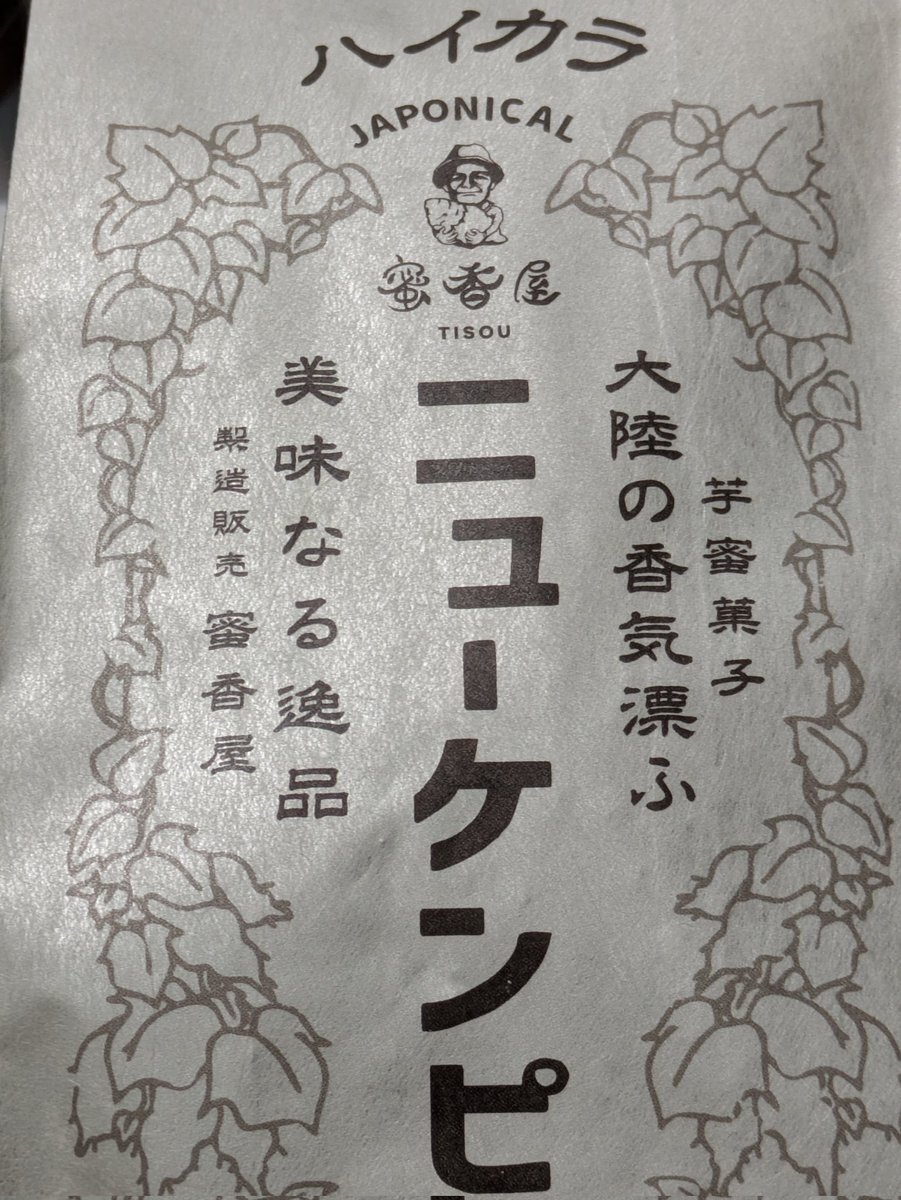 ハイカラ
JAPONICAL
蜜香屋
TISOU
芋蜜菓子
大陸の香気漂ふ
ニューケンピ
美味なる逸品
製造販売 蜜香屋